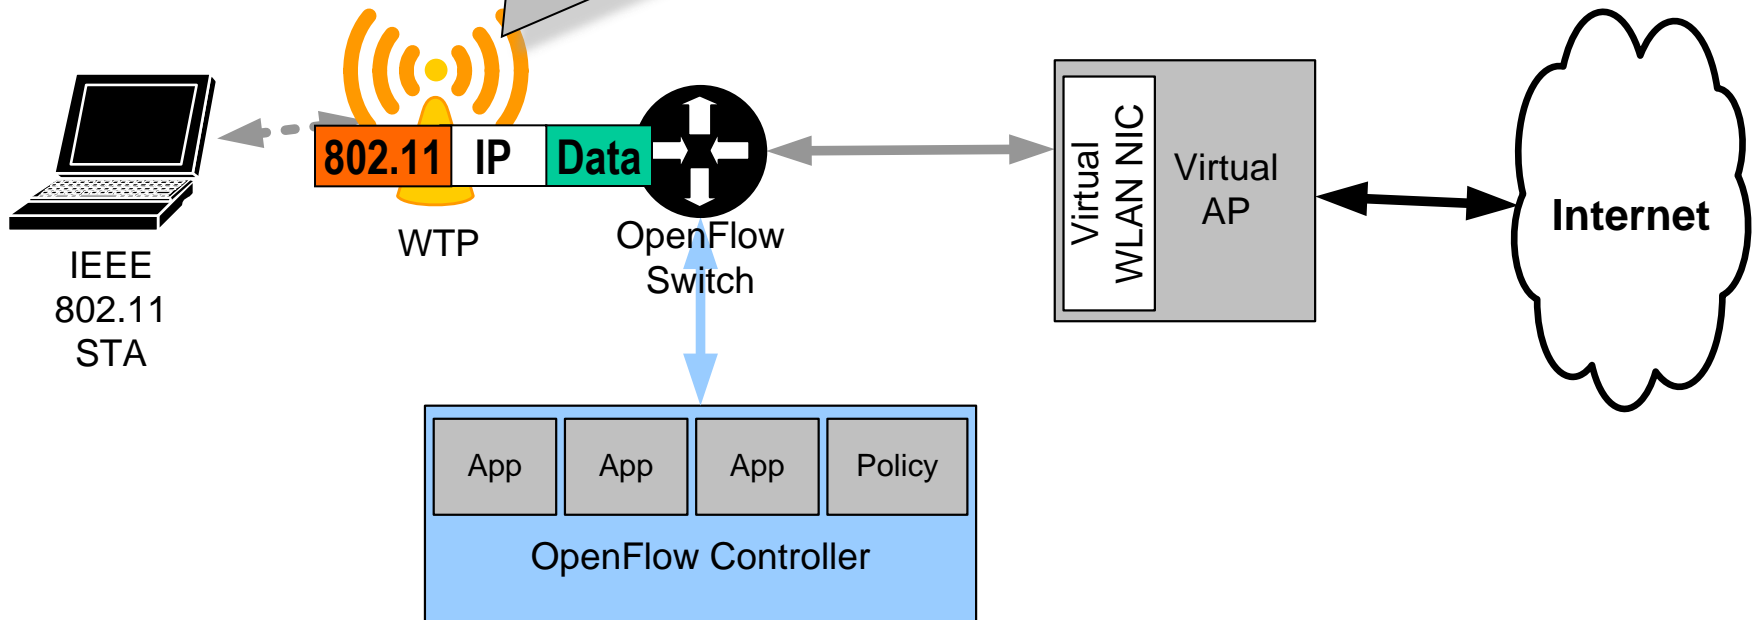 802.11 IP Data
WTP
OpenFlow
Switch
IEEE
802.11
STA
Virtual
WLAN NIC
Virtual
AP
Internet
App
App
App
Policy
OpenFlow Controller